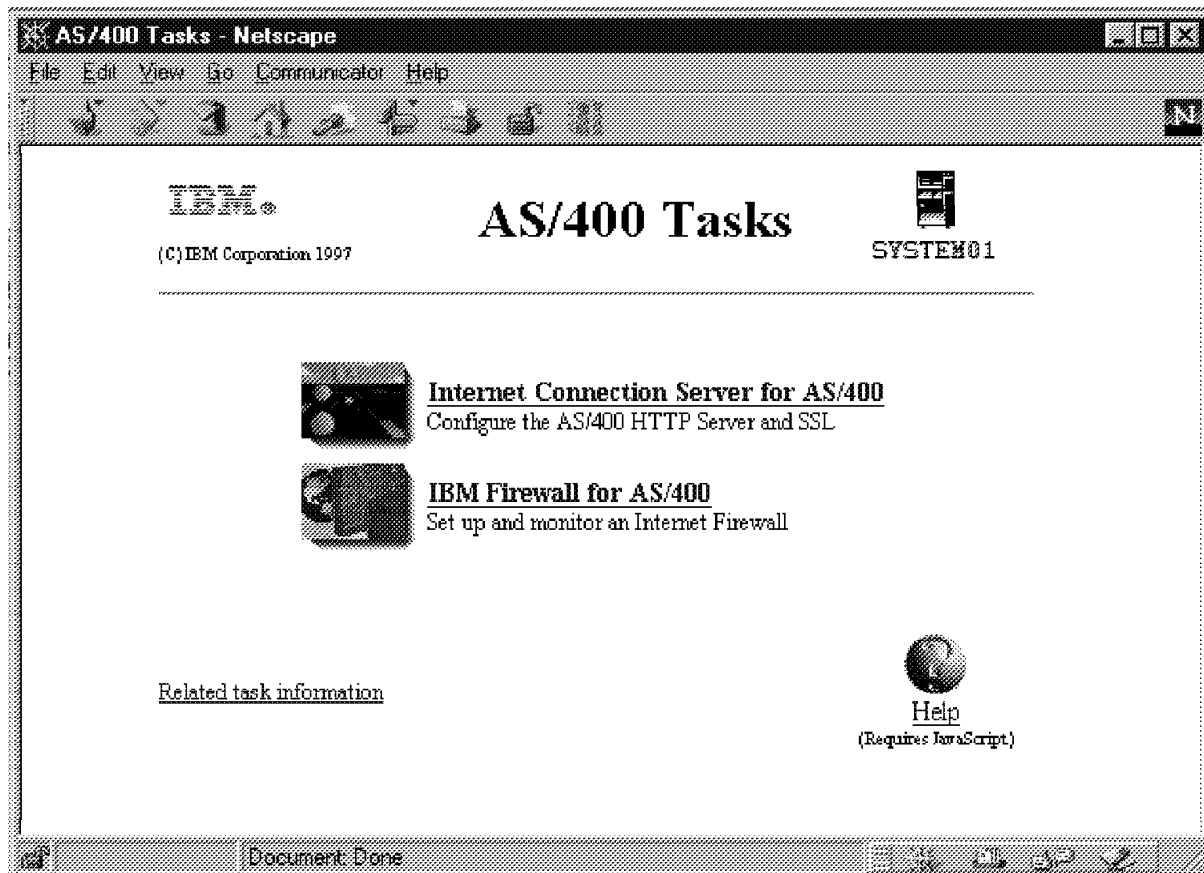 AS/400 Tasks - Netscape
File Edit View Go Communicator Help
N
IBM®
AS/400 Tasks
(C)IBM Corporation 1997
SYSTEM01
Internet Connection Server for AS/400
Configure the AS/400 HTTP Server and SSL
IBM Firewall for AS/400
Set up and monitor an Internet Firewall
Related task information
Help
(Requires JavaScript)
Document: Done